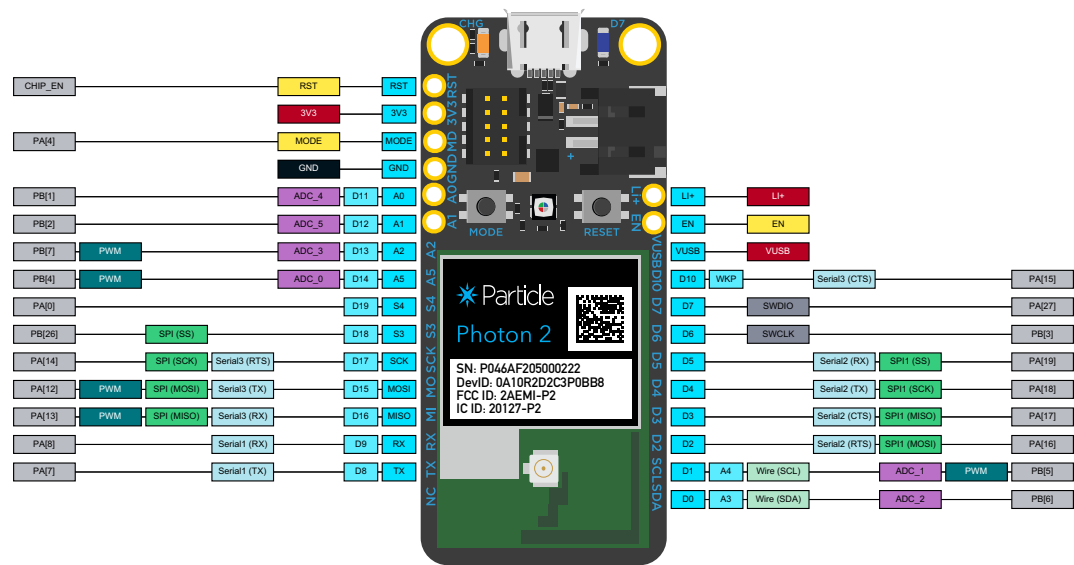 CHG D7
CHIP_EN RST RST RST
3V3 3V3 3V3
PA[4] MODE MODE MD
GND GND GND
PB[1] ADC_4 D11 A0 A0
PB[2] ADC_5 D12 A1 A1
PB[7] PWM ADC_3 D13 A2 A2
PB[4] PWM ADC_0 D14 A5 A5
PA[0] D19 S4 S4
PB[26] SPI (SS) D18 S3 S3
PA[14] SPI (SCK) Serial3 (RTS) D17 SCK SCK
PA[12] PWM SPI (MOSI) Serial3 (TX) D15 MOSI MO
PA[13] PWM SPI (MISO) Serial3 (RX) D16 MISO MI
PA[8] Serial1 (RX) D9 RX RX
PA[7] Serial1 (TX) D8 TX TX
NC
+
MODE RESET
Particle
Photon 2
SN: P046AF205000222
DevID: 0A10R2D2C3P0BB8
FCC ID: 2AEMI-P2
IC ID: 20127-P2
Li+ Li+ Li+
EN EN EN
VUSB VUSB VUSB
D10 D10 WKP Serial3 (CTS) PA[15]
D7 D7 SWDIO PA[27]
D6 D6 SWCLK PB[3]
D5 D5 Serial2 (RX) SPI1 (SS) PA[19]
D4 D4 Serial2 (TX) SPI1 (SCK) PA[18]
D3 D3 Serial2 (CTS) SPI1 (MISO) PA[17]
D2 D2 Serial2 (RTS) SPI1 (MOSI) PA[16]
SCL D1 A4 Wire (SCL) ADC_1 PWM PB[5]
SDA D0 A3 Wire (SDA) ADC_2 PB[6]